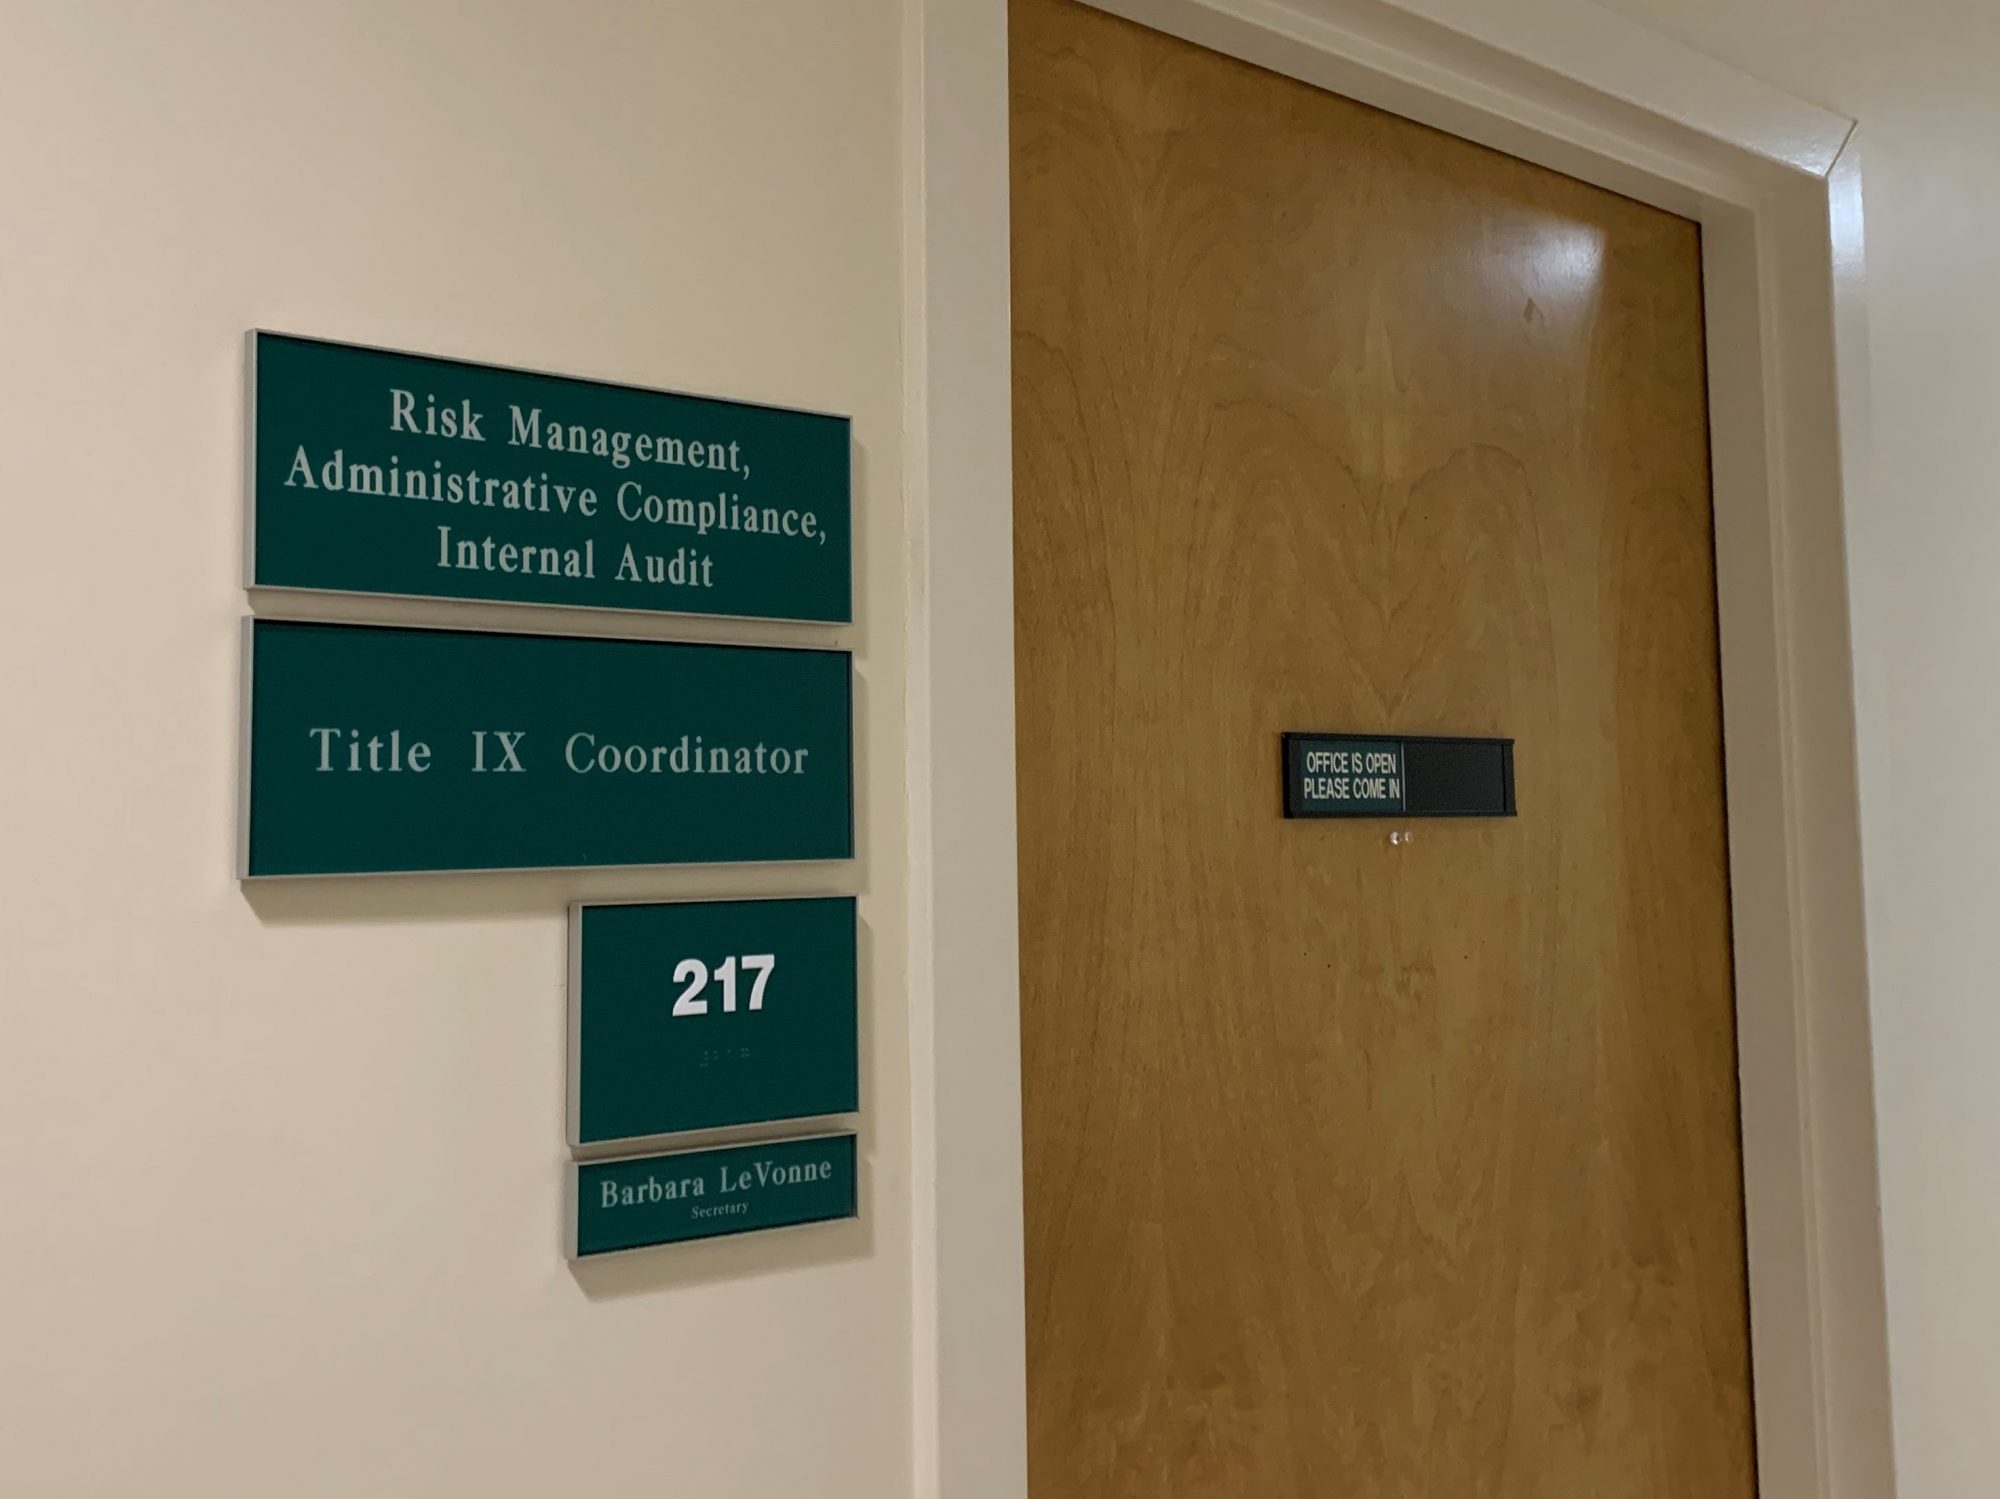 Risk Management,
Administrative Compliance,
Internal Audit
Title IX Coordinator
217
Barbara LeVonne
Secretary
OFFICE IS OPEN
PLEASE COME IN